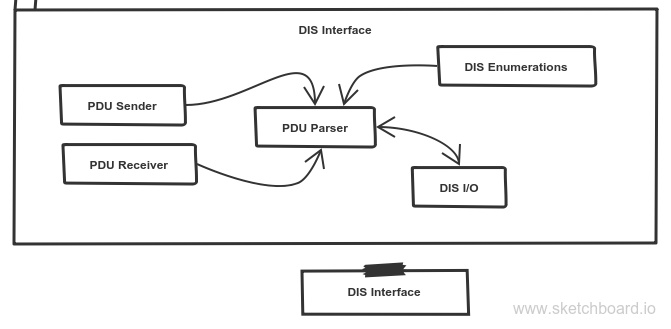 DIS Interface
DIS Enumerations
PDU Sender
PDU Parser
PDU Receiver
DIS I/O
DIS Interface
www.sketchboard.io